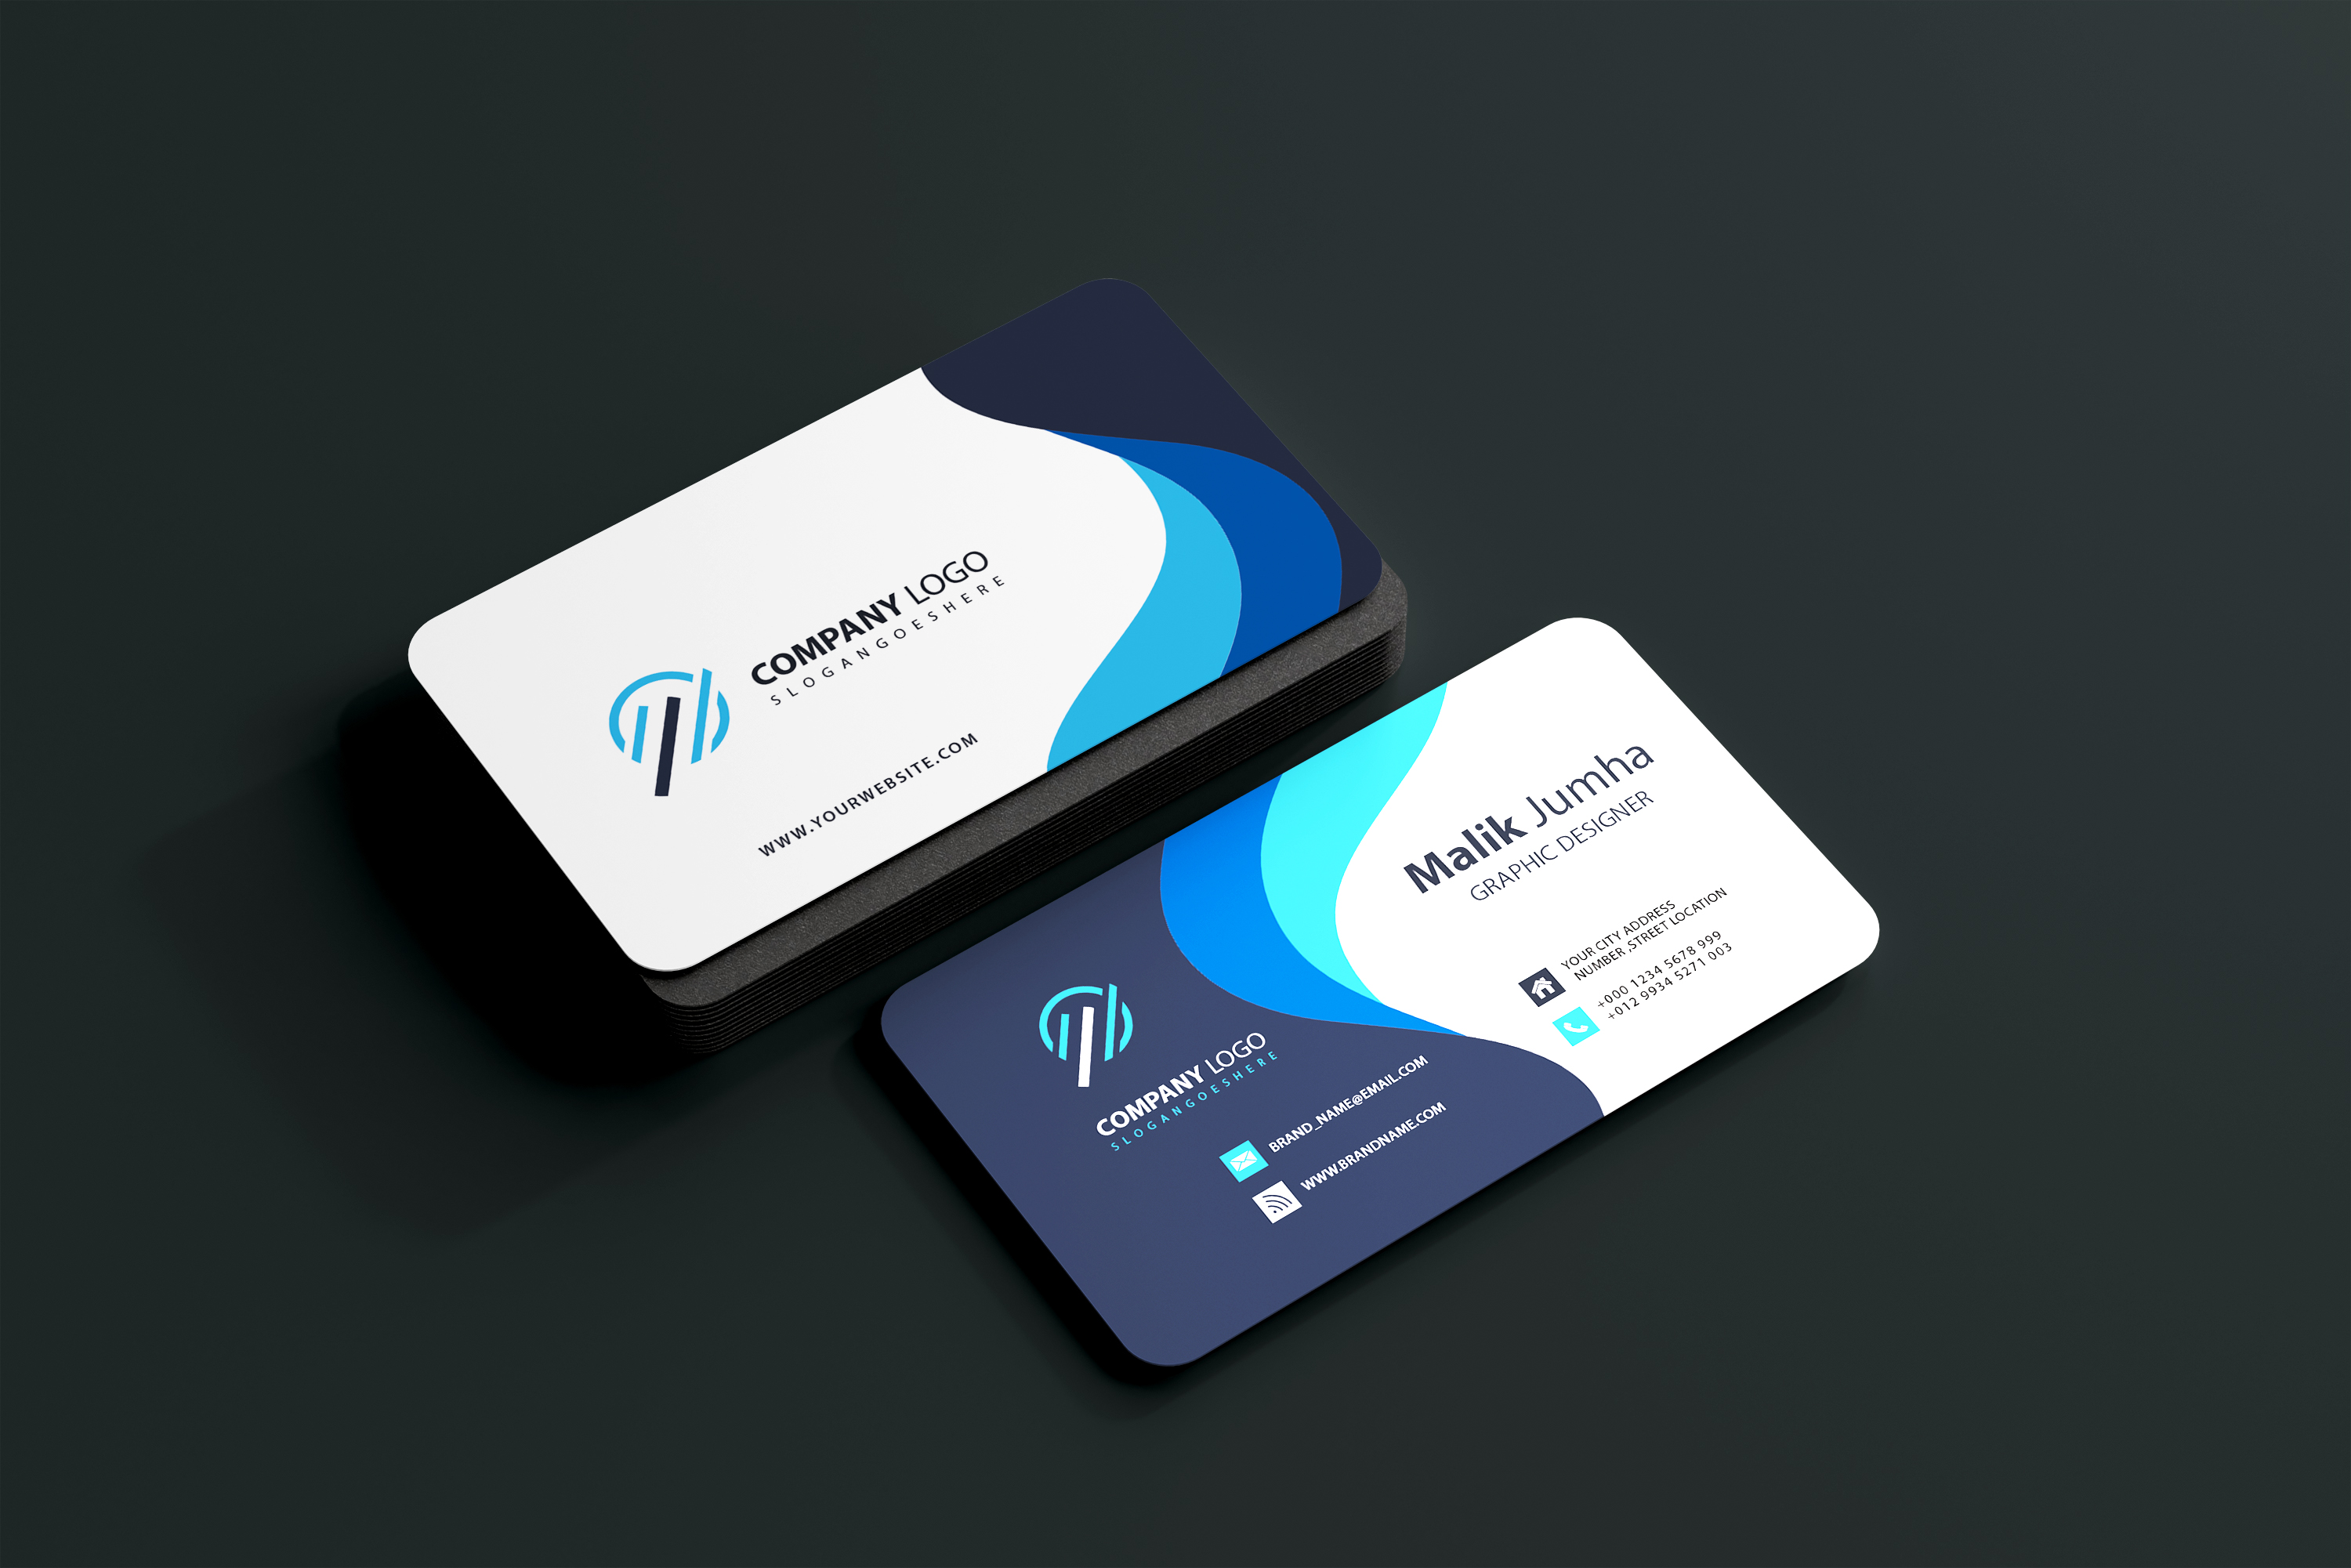 COMPANY LOGO
SLOGANGOESHERE
WWW.YOURWEBSITE.COM
Malik Jumha
GRAPHIC DESIGNER
YOUR CITY ADDRESS
NUMBER ,STREET LOCATION
+000 1234 5678 999
+012 9934 5271 003
COMPANY LOGO
SLOGANGOESHERE
BRAND_NAME@EMAIL.COM
WWW.BRANDNAME.COM